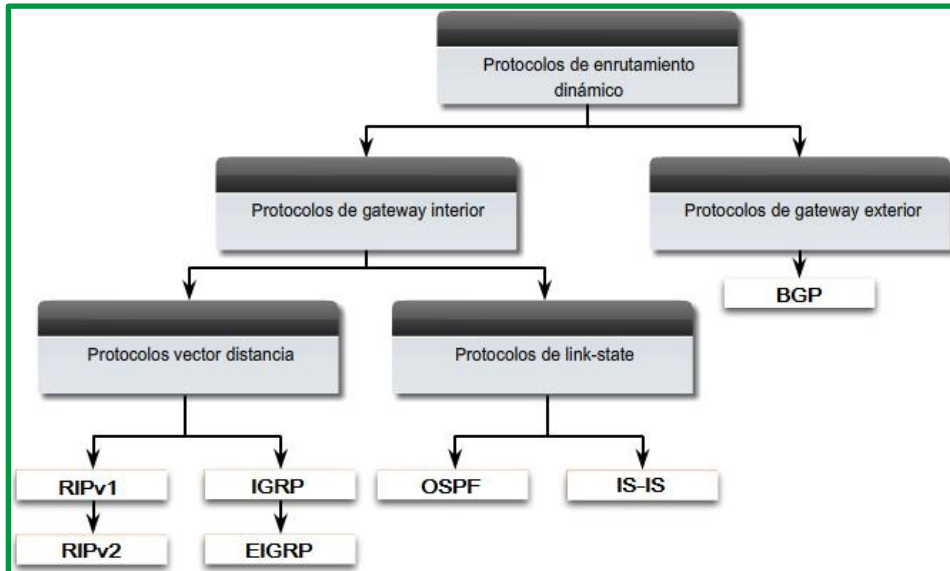 Protocolos de enrutamiento
dinámico
Protocolos de gateway interior
Protocolos de gateway exterior
BGP
Protocolos vector distancia
Protocolos de link-state
RIPv1
IGRP
OSPF
IS-IS
RIPv2
EIGRP